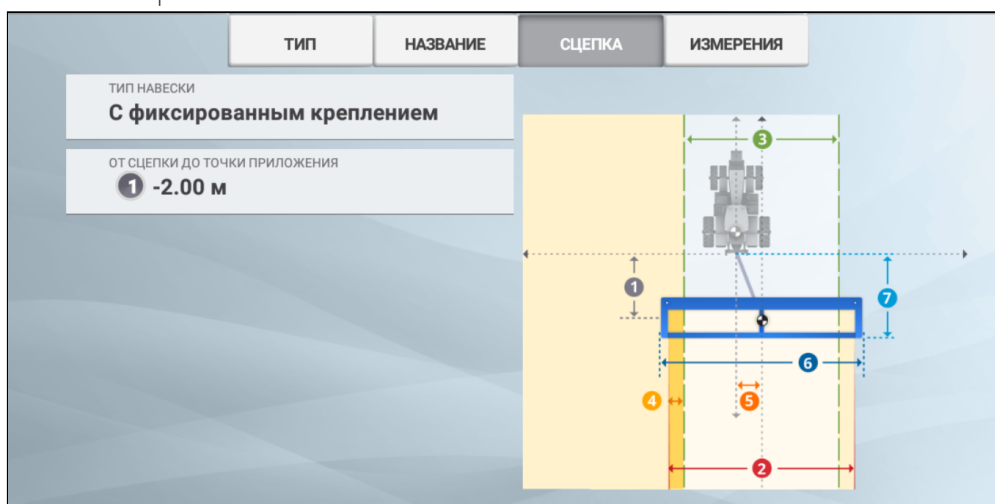 ТИП
НАЗВАНИЕ
СЦЕПКА
ИЗМЕРЕНИЯ
ТИП НАВЕСКИ
С фиксированным креплением
ОТ СЦЕПКИ ДО ТОЧКИ ПРИЛОЖЕНИЯ
1 -2.00 м
3
1
7
6
4
5
2